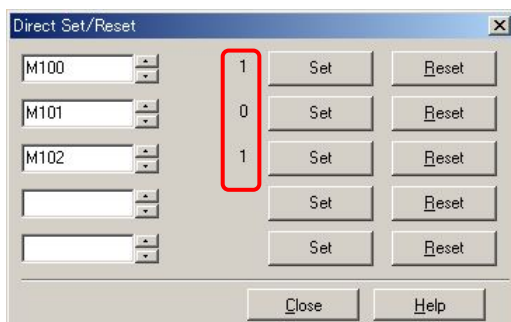 Direct Set/Reset
M100 1 Set Reset
M101 0 Set Reset
M102 1 Set Reset
Set Reset
Set Reset
Close Help